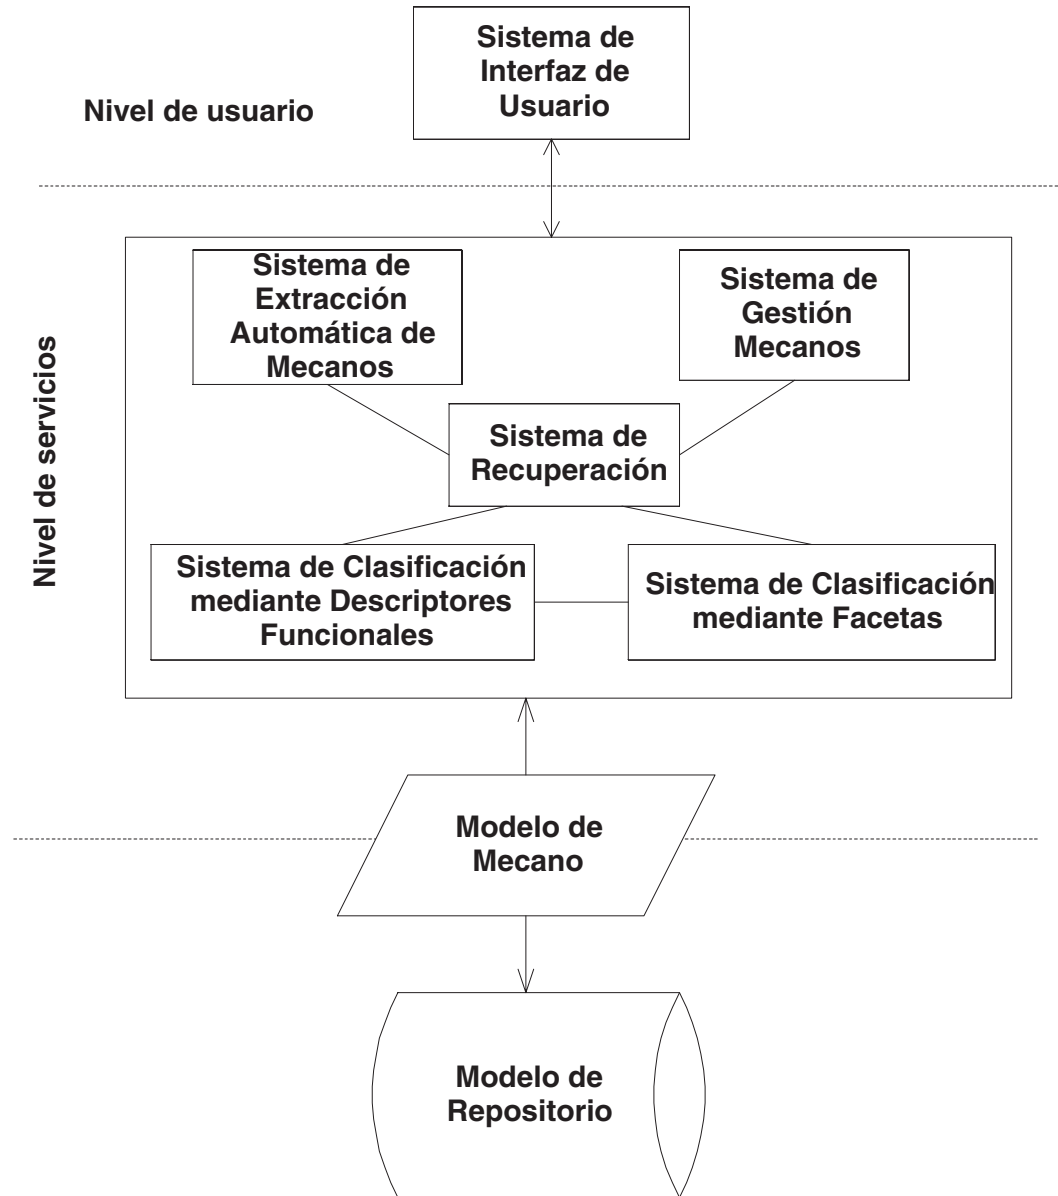 Sistema de
Interfaz de
Usuario
Nivel de usuario
Nivel de servicios
Sistema de
Extracción
Automática de
Mecanos
Sistema de
Gestión
Mecanos
Sistema de
Recuperación
Sistema de Clasificación
mediante Descriptores
Funcionales
Sistema de Clasificación
mediante Facetas
Modelo de
Mecano
Modelo de
Repositorio